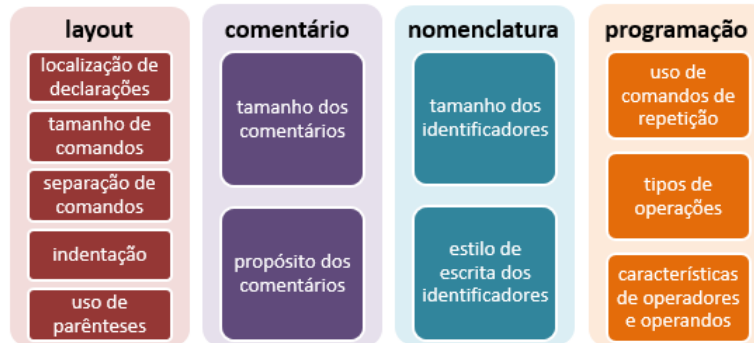 layout
localização de
declarações
tamanho de
comandos
separação de
comandos
indentação
uso de
parênteses
comentário
tamanho dos
comentários
propósito dos
comentários
nomenclatura
tamanho dos
identificadores
estilo de
escrita dos
identificadores
programação
uso de
comandos de
repetição
tipos de
operações
características
de operadores
e operandos